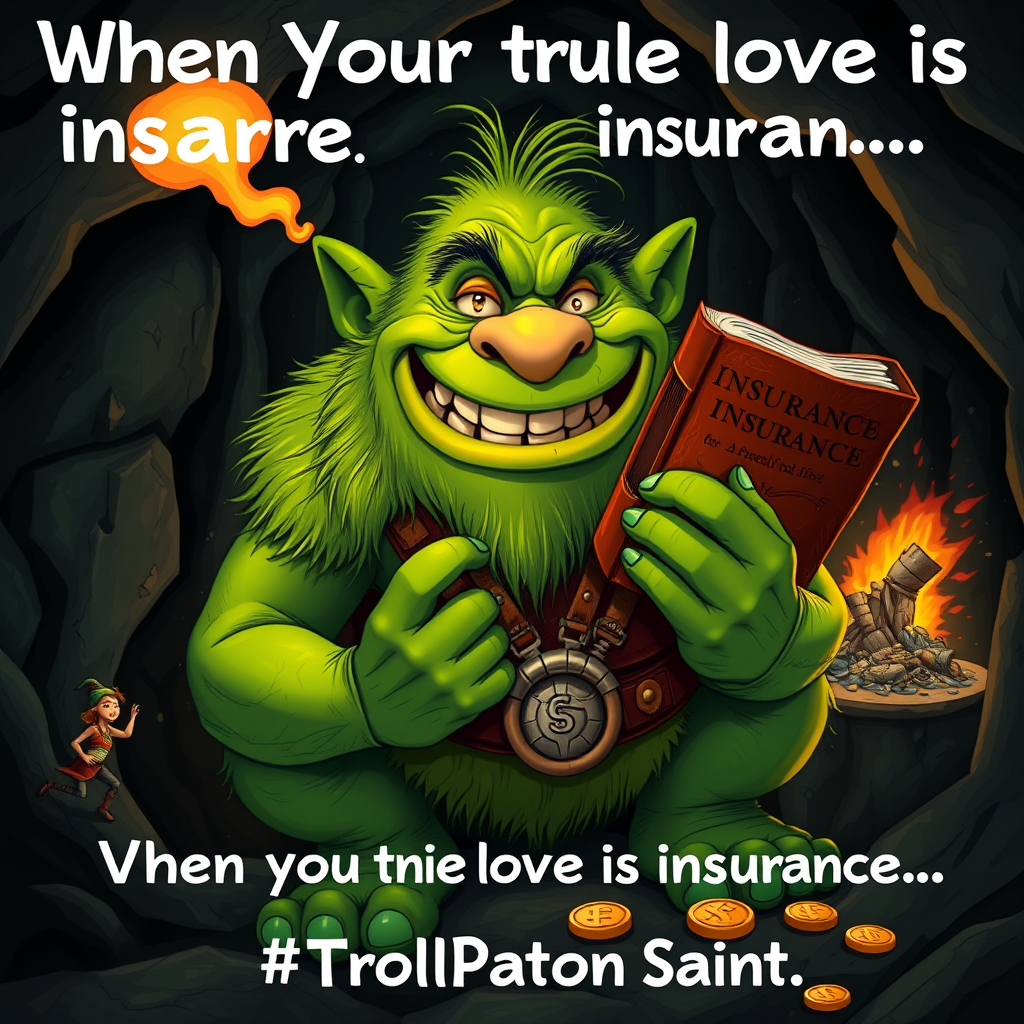 When Your trule love is
insarre. insuran....
INSURANCE
INSURANCE
S
Vhen you tnie love is insurance...
#TrollPaton Saint.